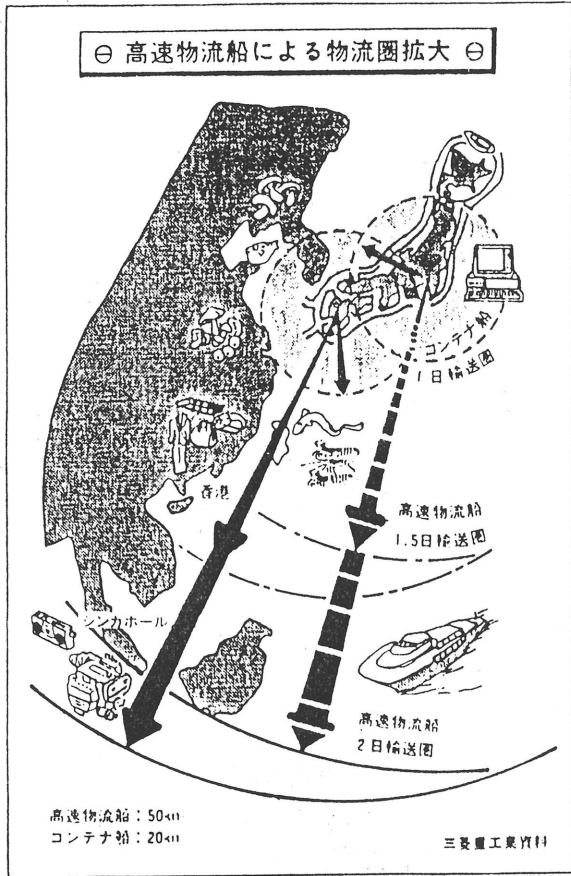 ⊖ 高速物流船による物流圏拡大 ⊖
コンテナ船
1日輸送圏
香港
高速物流船
1.5日輸送圏
シンカホール
高速物流船
2日輸送圏
高速物流船：50kn
コンテナ船：20kn
三菱重工業資料